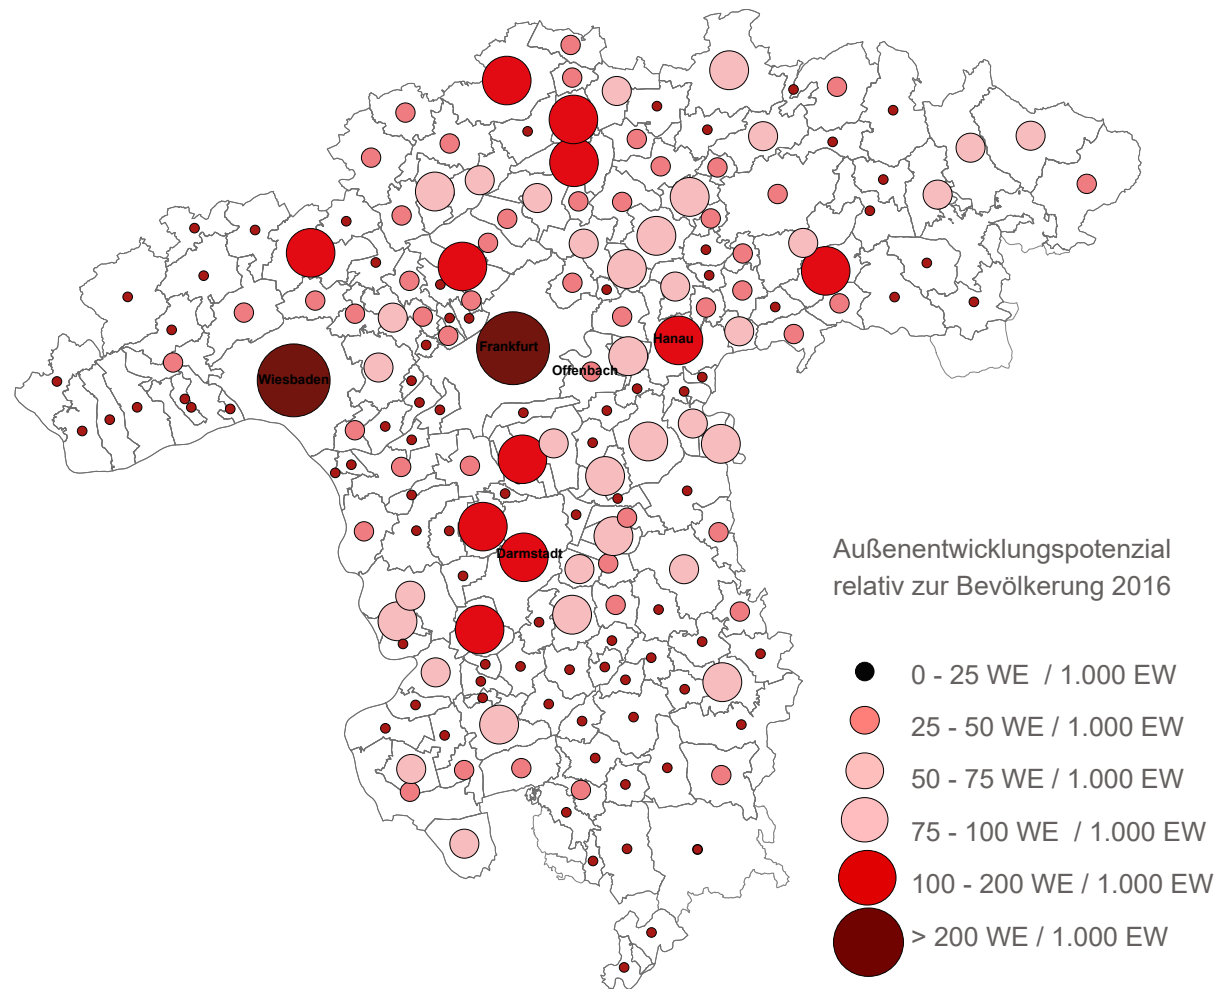 Frankfurt
Hanau
Offenbach
Wiesbaden
Darmstadt
Außenentwicklungspotenzial
relativ zur Bevölkerung 2016
0 - 25 WE / 1.000 EW
25 - 50 WE / 1.000 EW
50 - 75 WE / 1.000 EW
75 - 100 WE / 1.000 EW
100 - 200 WE / 1.000 EW
> 200 WE / 1.000 EW